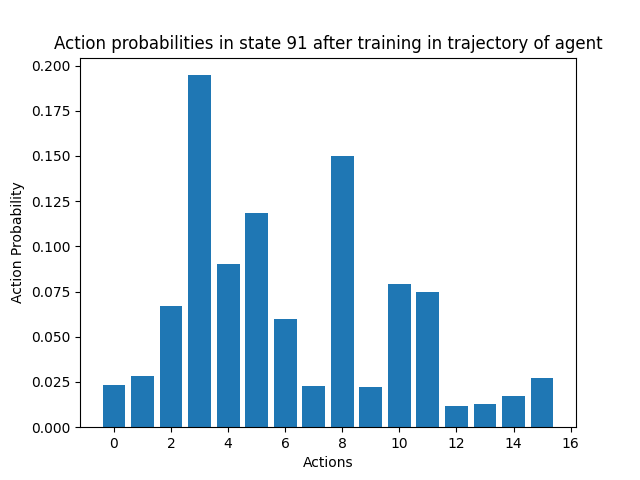 Action probabilities in state 91 after training in trajectory of agent
0.200
0.175
0.150
0.125
0.100
0.075
0.050
0.025
0.000
Action Probability
0 2 4 6 8 10 12 14 16
Actions